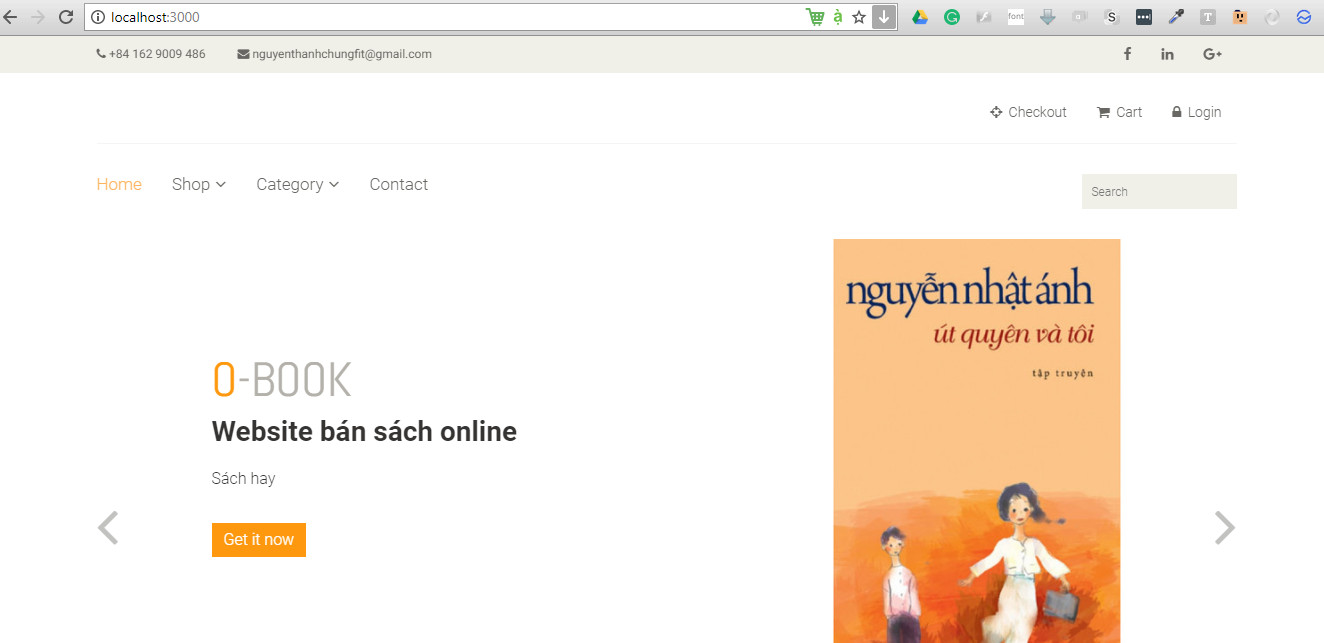 localhost:3000
+84 162 9009 486
nguyenthanhchungfit@gmail.com
Checkout
Cart
Login
Home
Shop
Category
Contact
Search
nguyễn nhật ánh
út quyên và tôi
tập truyện
O-BOOK
Website bán sách online
Sách hay
Get it now